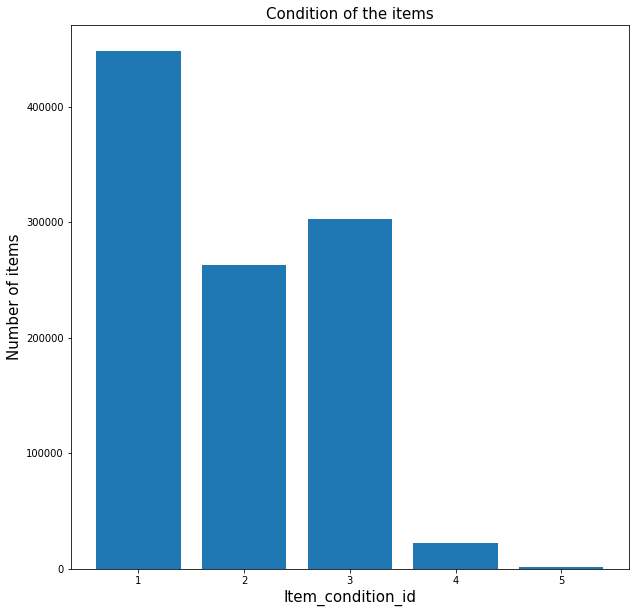 Condition of the items
Number of items
400000
300000
200000
100000
0
1 2 3 4 5
Item_condition_id